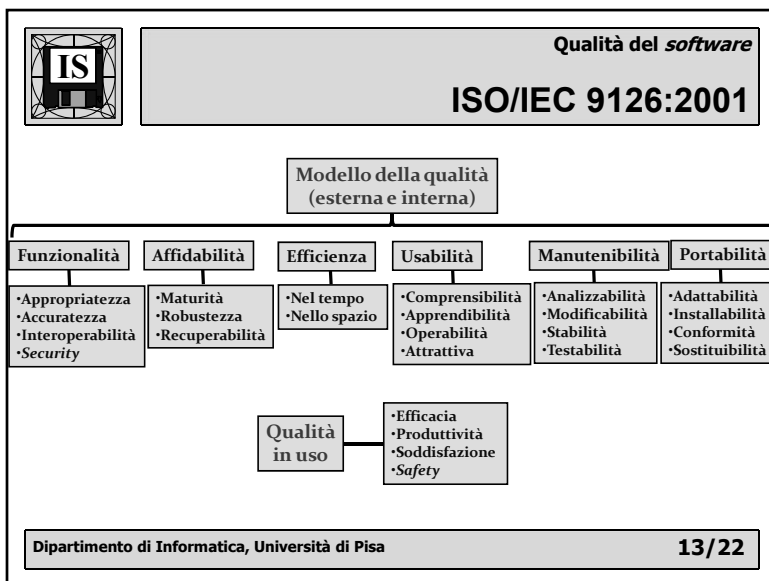 IS
Qualità del software
ISO/IEC 9126:2001
Modello della qualità
(esterna e interna)
Funzionalità
•Appropriatezza
•Accuratezza
•Interoperabilità
•Security
Affidabilità
•Maturità
•Robustezza
•Recuperabilità
Efficienza
•Nel tempo
•Nello spazio
Usabilità
•Comprensibilità
•Apprendibilità
•Operabilità
•Attrattiva
Manutenibilità
•Analizzabilità
•Modificabilità
•Stabilità
•Testabilità
Portabilità
•Adattabilità
•Installabilità
•Conformità
•Sostituibilità
Qualità
in uso
•Efficacia
•Produttività
•Soddisfazione
•Safety
Dipartimento di Informatica, Università di Pisa
13/22